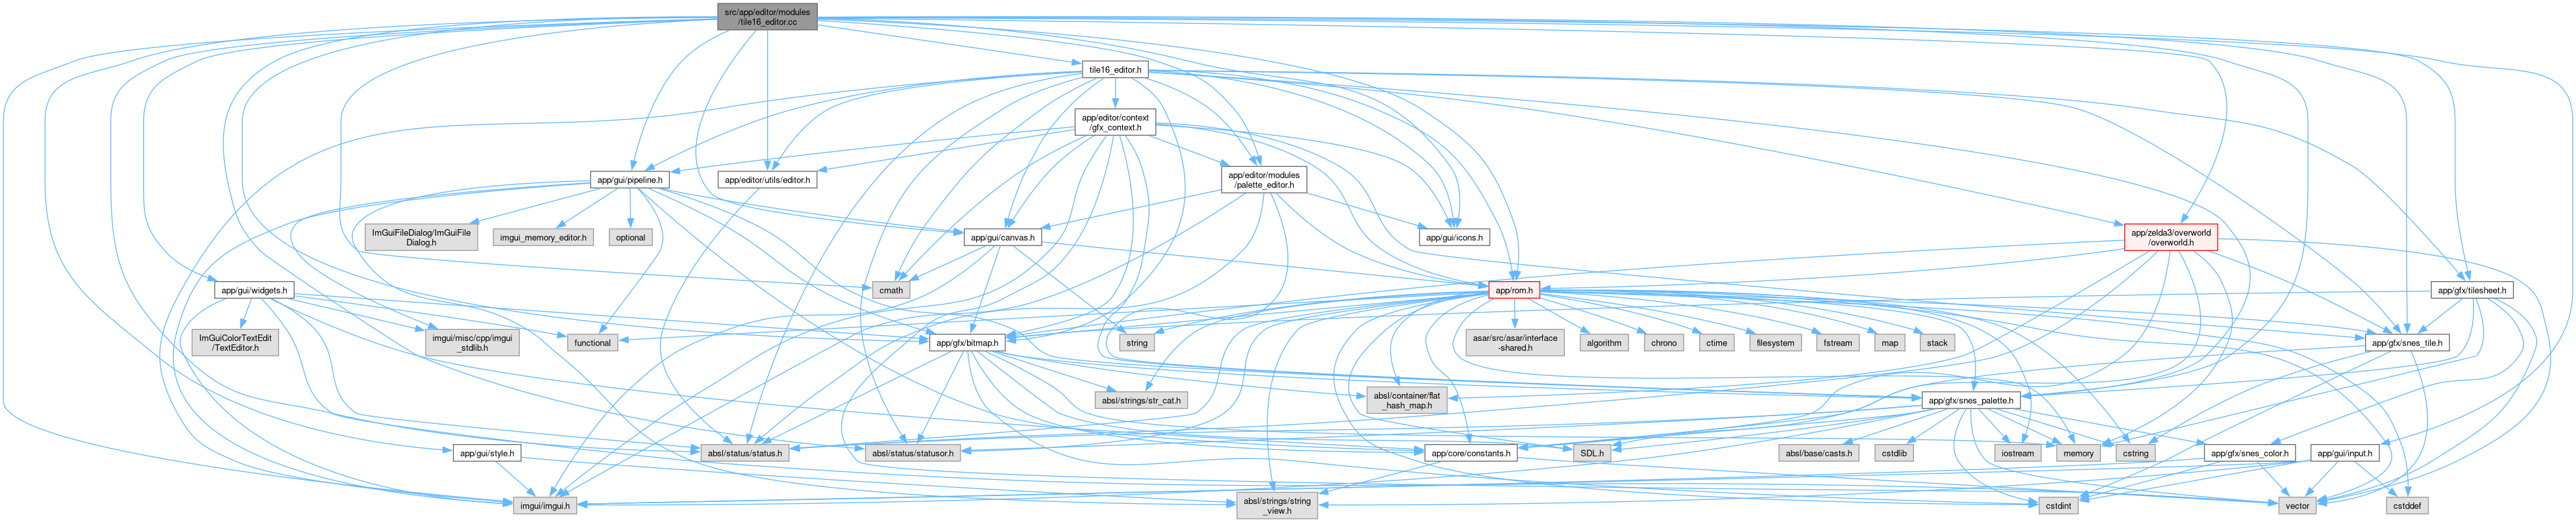 src/app/editor/modules
/tile16_editor.cc
tile16_editor.h
app/editor/context
/gfx_context.h
app/gui/pipeline.h
app/editor/utils/editor.h
app/editor/modules
/palette_editor.h
ImGuiFileDialog/ImGuiFile
Dialog.h
imgui_memory_editor.h
optional
app/gui/canvas.h
app/gui/icons.h
app/zelda3/overworld
/overworld.h
app/gui/widgets.h
cmath
app/rom.h
app/gfx/tilesheet.h
ImGuiColorTextEdit
/TextEditor.h
imgui/misc/cpp/imgui
_stdlib.h
functional
app/gfx/bitmap.h
string
asar/src/asar/interface
-shared.h
algorithm
chrono
ctime
filesystem
fstream
map
stack
app/gfx/snes_tile.h
absl/strings/str_cat.h
absl/container/flat
_hash_map.h
app/gfx/snes_palette.h
app/gui/style.h
absl/status/status.h
absl/status/statusor.h
app/core/constants.h
SDL.h
absl/base/casts.h
cstdlib
iostream
memory
cstring
app/gfx/snes_color.h
app/gui/input.h
imgui/imgui.h
absl/strings/string
_view.h
cstdint
vector
cstddef